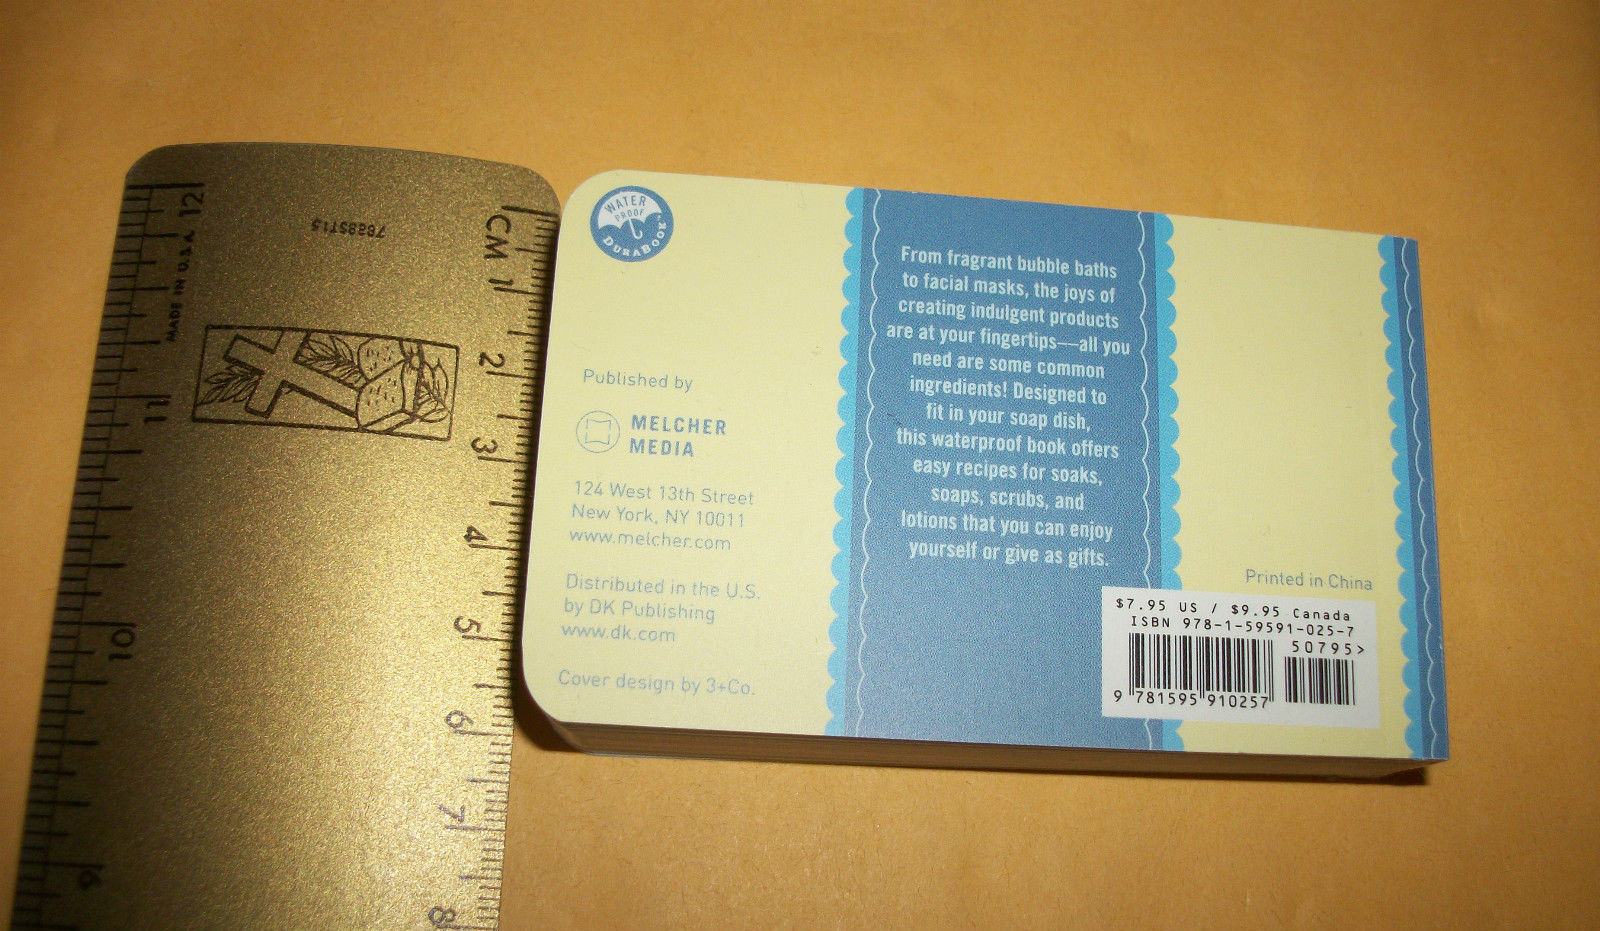 12
MADE IN U.S.A.
11
10
9
CM
1
2
3
4
5
6
7
8
WATER
PROOF
DURABOOK
Published by
MELCHER
MEDIA
124 West 13th Street
New York, NY 10011
www.melcher.com
Distributed in the U.S.
by DK Publishing
www.dk.com
Cover design by 3+Co.
From fragrant bubble baths
to facial masks, the joys of
creating indulgent products
are at your fingertips—all you
need are some common
ingredients! Designed to
fit in your soap dish,
this waterproof book offers
easy recipes for soaks,
soaps, scrubs, and
lotions that you can enjoy
yourself or give as gifts.
Printed in China
$7.95 US / $9.95 Canada
ISBN 978-1-59591-025-7
50795>
9 781595 910257